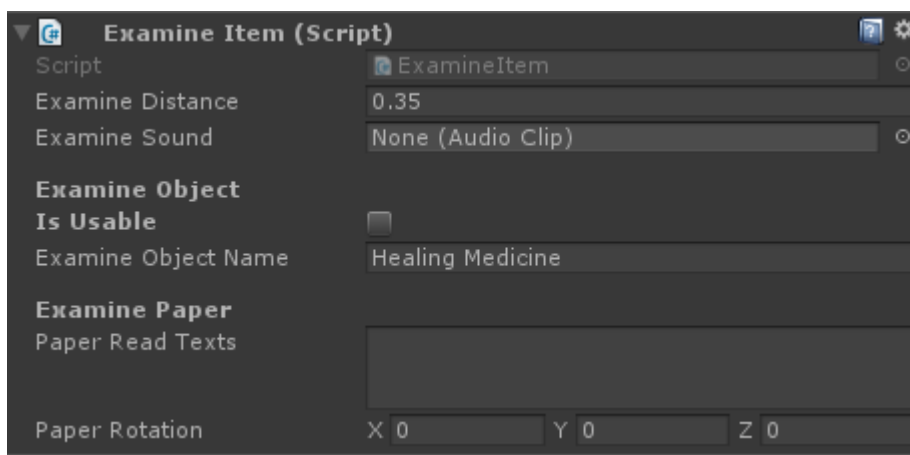 Examine Item (Script)
Script ExamineItem
Examine Distance 0.35
Examine Sound None (Audio Clip)
Examine Object
Is Usable
Examine Object Name Healing Medicine
Examine Paper
Paper Read Texts
Paper Rotation X 0 Y 0 Z 0